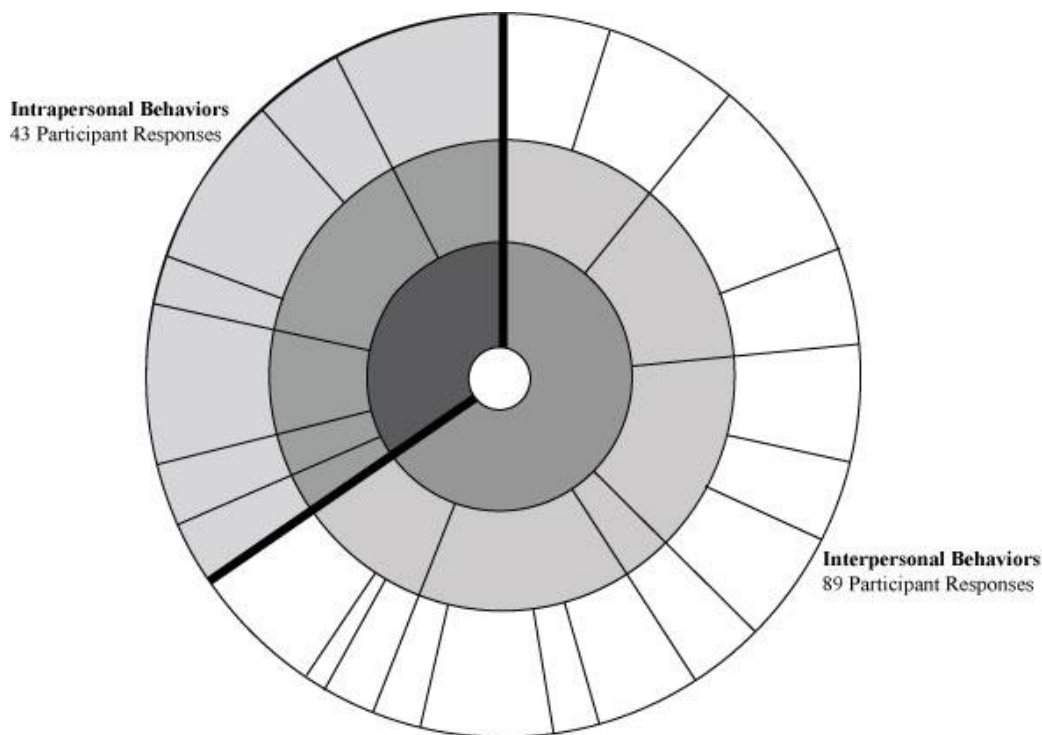 Intrapersonal Behaviors
43 Participant Responses
Interpersonal Behaviors
89 Participant Responses